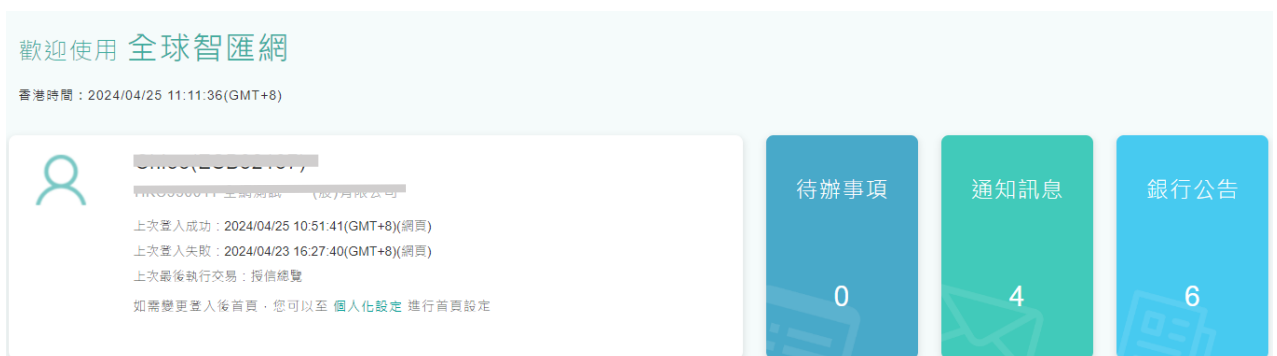 歡迎使用 全球智匯網
香港時間：2024/04/25 11:11:36(GMT+8)
上次登入成功：2024/04/25 10:51:41(GMT+8)(網頁)
上次登入失敗：2024/04/23 16:27:40(GMT+8)(網頁)
上次最後執行交易：授信總覽
如需變更登入後首頁，您可以至 個人化設定 進行首頁設定
待辦事項
0
通知訊息
4
銀行公告
6